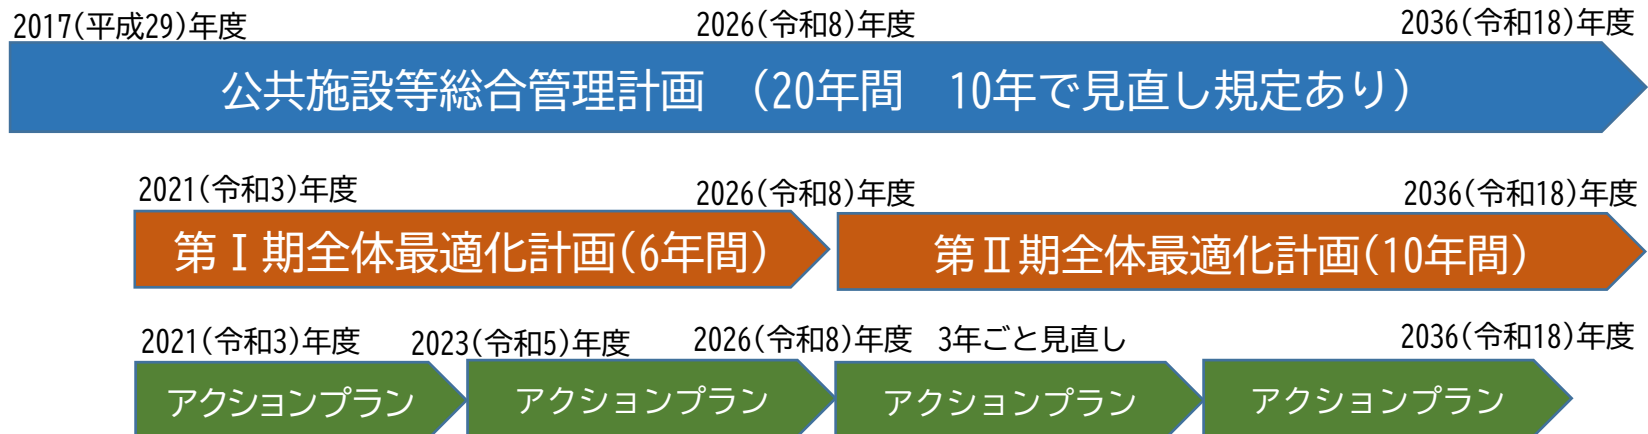 2017(平成29)年度 2026(令和8)年度 2036(令和18)年度
公共施設等総合管理計画 (20年間 10年で見直し規定あり)
2021(令和3)年度 2026(令和8)年度 2036(令和18)年度
第Ⅰ期全体最適化計画(6年間) 第Ⅱ期全体最適化計画(10年間)
2021(令和3)年度 2023(令和5)年度 2026(令和8)年度 3年ごと見直し 2036(令和18)年度
アクションプラン アクションプラン アクションプラン アクションプラン